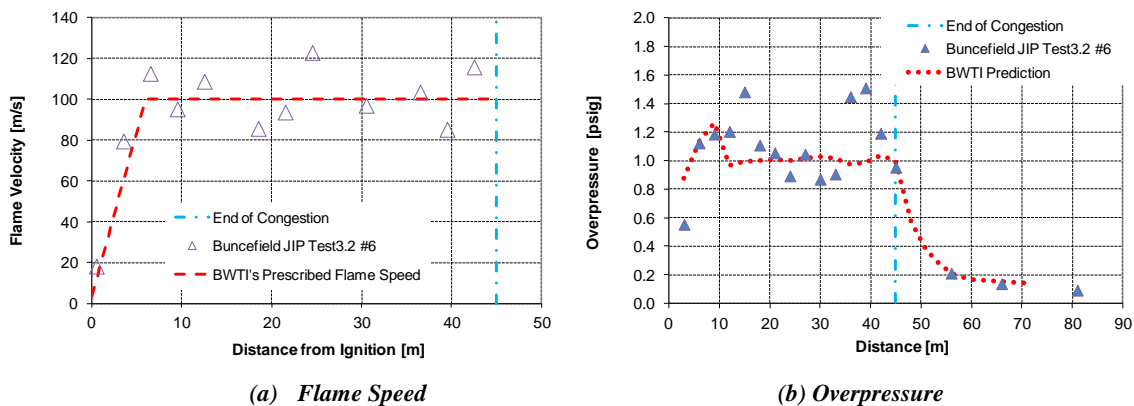 140
120
100
80
60
40
20
0
Flame Velocity [m/s]
End of Congestion
Buncefield JIP Test3.2 #6
BWTI's Prescribed Flame Speed
0 10 20 30 40 50
Distance from Ignition [m]
(a) Flame Speed
2.0
1.8
1.6
1.4
1.2
1.0
0.8
0.6
0.4
0.2
0.0
Overpressure [psig]
End of Congestion
Buncefield JIP Test3.2 #6
BWTI Prediction
0 10 20 30 40 50 60 70 80 90
Distance [m]
(b) Overpressure